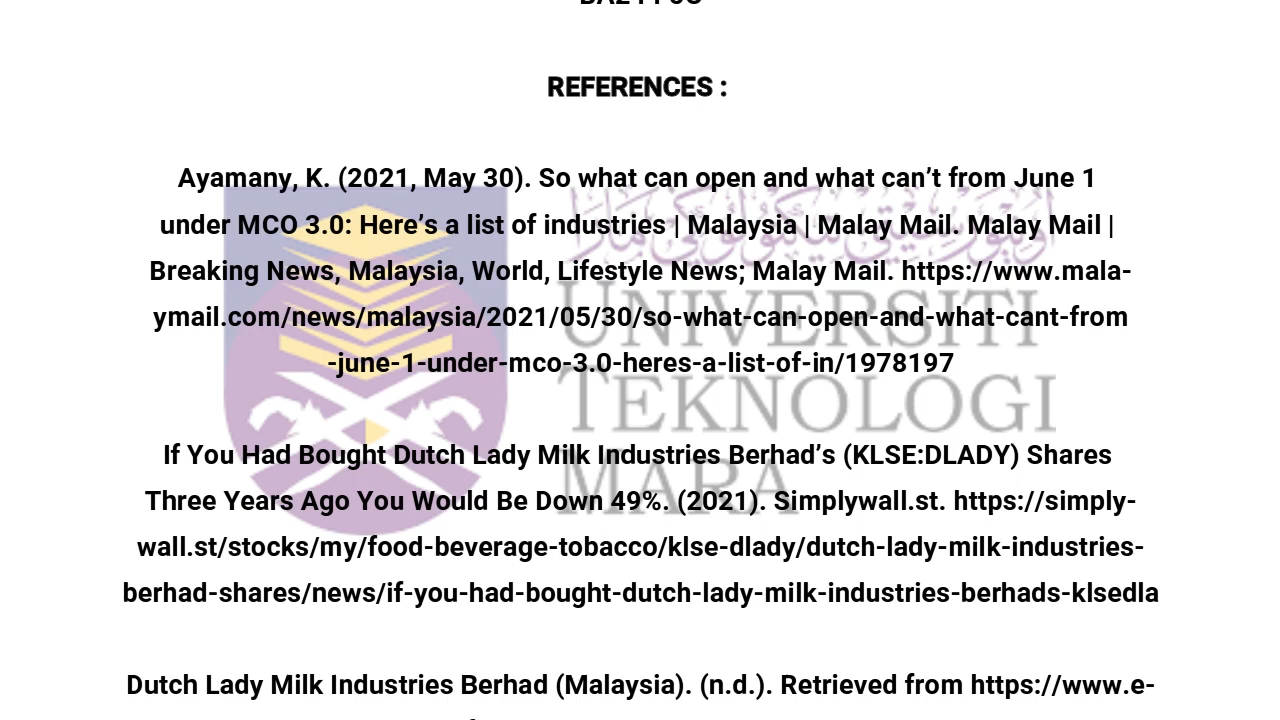 REFERENCES :
Ayamany, K. (2021, May 30). So what can open and what can’t from June 1
under MCO 3.0: Here’s a list of industries | Malaysia | Malay Mail. Malay Mail |
Breaking News, Malaysia, World, Lifestyle News; Malay Mail. https://www.mala-
ymail.com/news/malaysia/2021/05/30/so-what-can-open-and-what-cant-from
-june-1-under-mco-3.0-heres-a-list-of-in/1978197
If You Had Bought Dutch Lady Milk Industries Berhad’s (KLSE:DLADY) Shares
Three Years Ago You Would Be Down 49%. (2021). Simplywall.st. https://simply-
wall.st/stocks/my/food-beverage-tobacco/klse-dlady/dutch-lady-milk-industries-
berhad-shares/news/if-you-had-bought-dutch-lady-milk-industries-berhads-klsedla
Dutch Lady Milk Industries Berhad (Malaysia). (n.d.). Retrieved from https://www.e-
UNIVERSITI
TEKNOLOGI
MARA